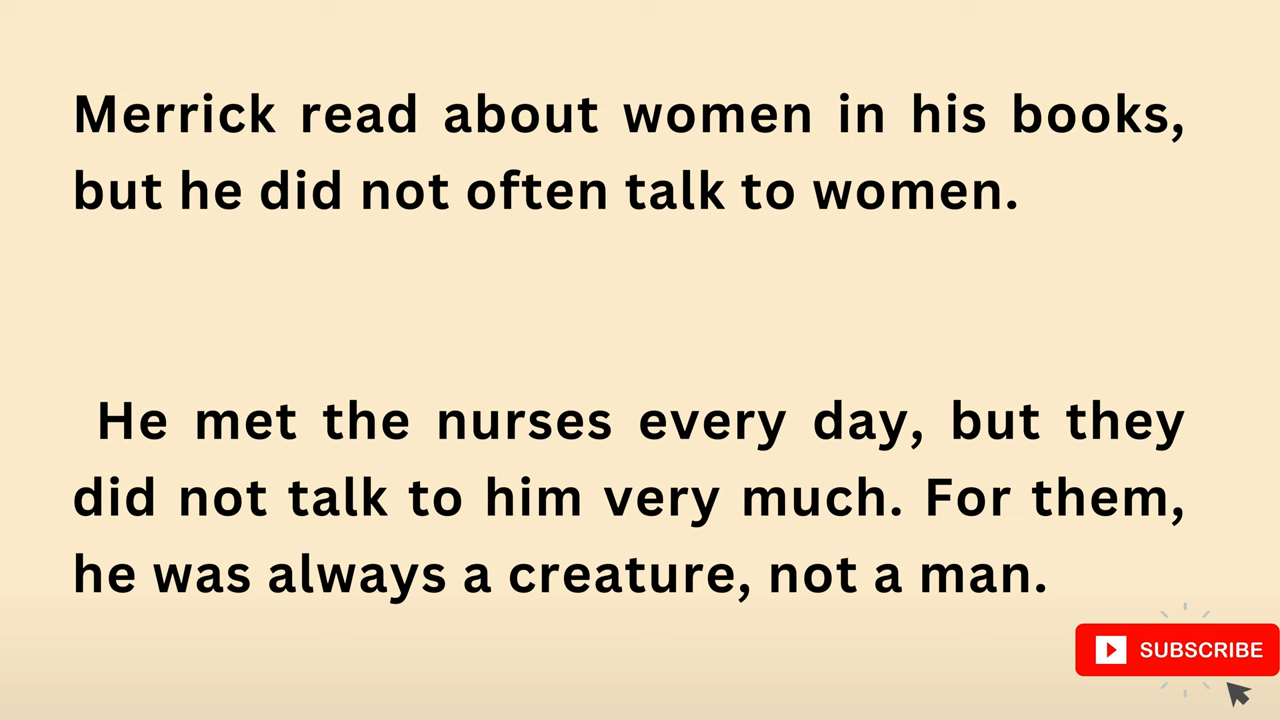 Merrick read about women in his books,
but he did not often talk to women.
He met the nurses every day, but they
did not talk to him very much. For them,
he was always a creature, not a man.
SUBSCRIBE